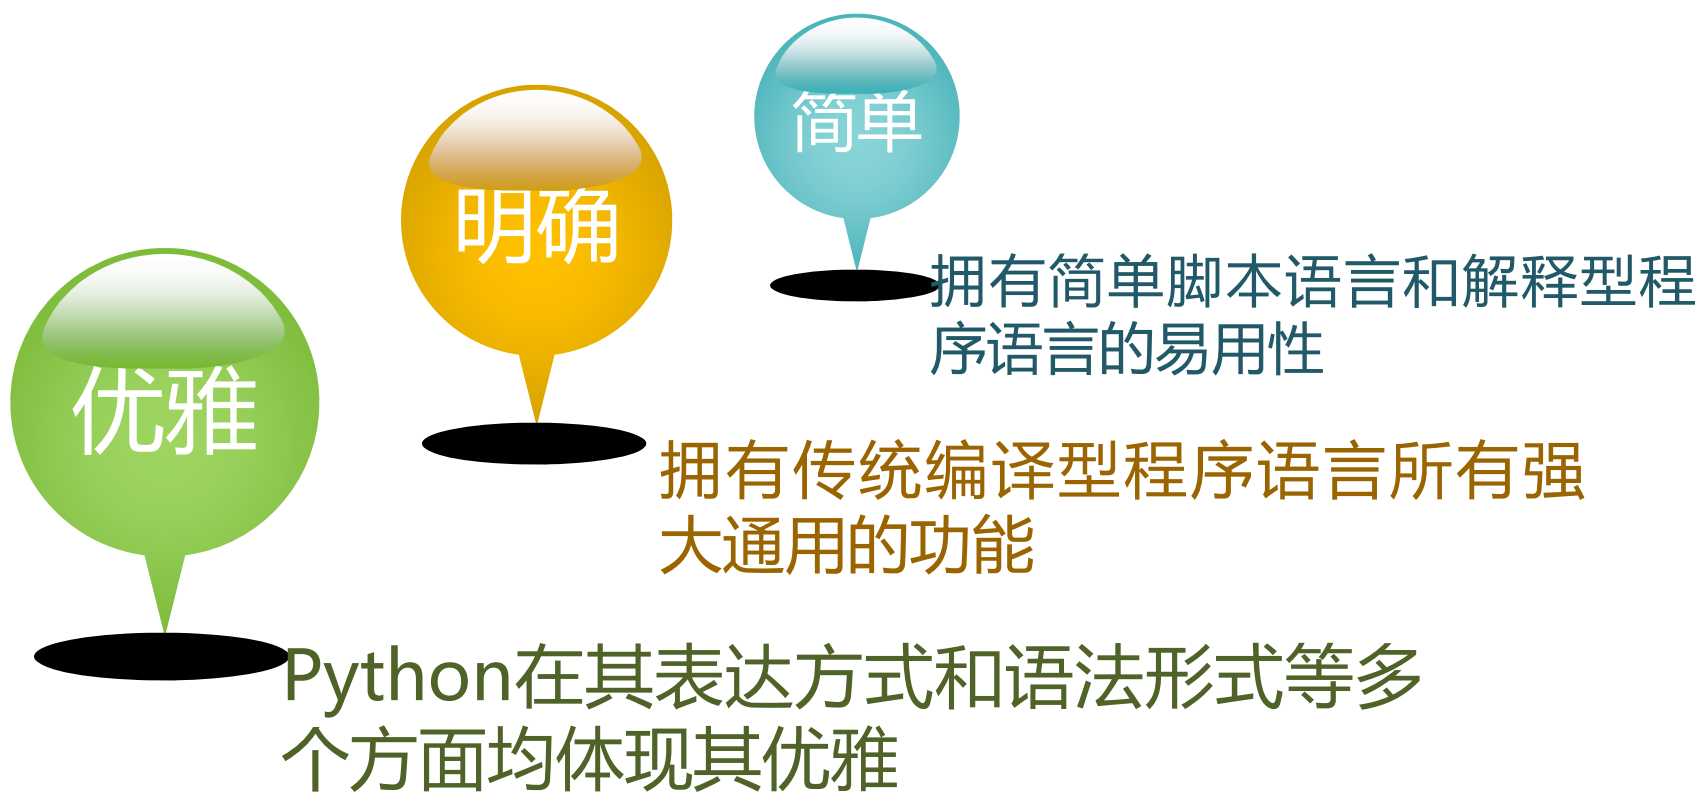 简单
拥有简单脚本语言和解释型程
序语言的易用性
明确
拥有传统编译型程序语言所有强
大通用的功能
优雅
Python在其表达方式和语法形式等多
个方面均体现其优雅